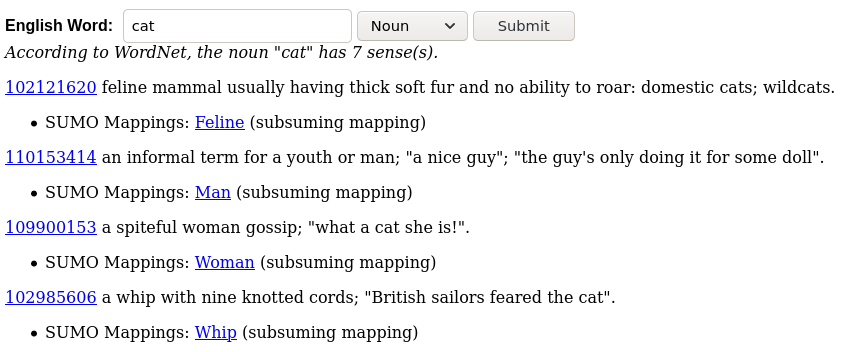 English Word: cat Noun Submit
According to WordNet, the noun "cat" has 7 sense(s).
102121620 feline mammal usually having thick soft fur and no ability to roar: domestic cats; wildcats.
• SUMO Mappings: Feline (subsuming mapping)
110153414 an informal term for a youth or man; "a nice guy"; "the guy's only doing it for some doll".
• SUMO Mappings: Man (subsuming mapping)
109900153 a spiteful woman gossip; "what a cat she is!".
• SUMO Mappings: Woman (subsuming mapping)
102985606 a whip with nine knotted cords; "British sailors feared the cat".
• SUMO Mappings: Whip (subsuming mapping)